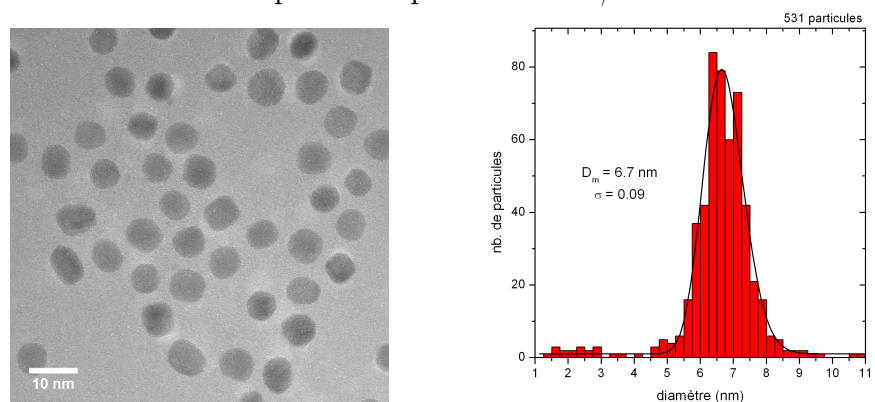 531 particules
10 nm
nb. de particules
80
60
40
20
0
D_m = 6.7 nm
σ = 0.09
1 2 3 4 5 6 7 8 9 10 11
diamètre (nm)